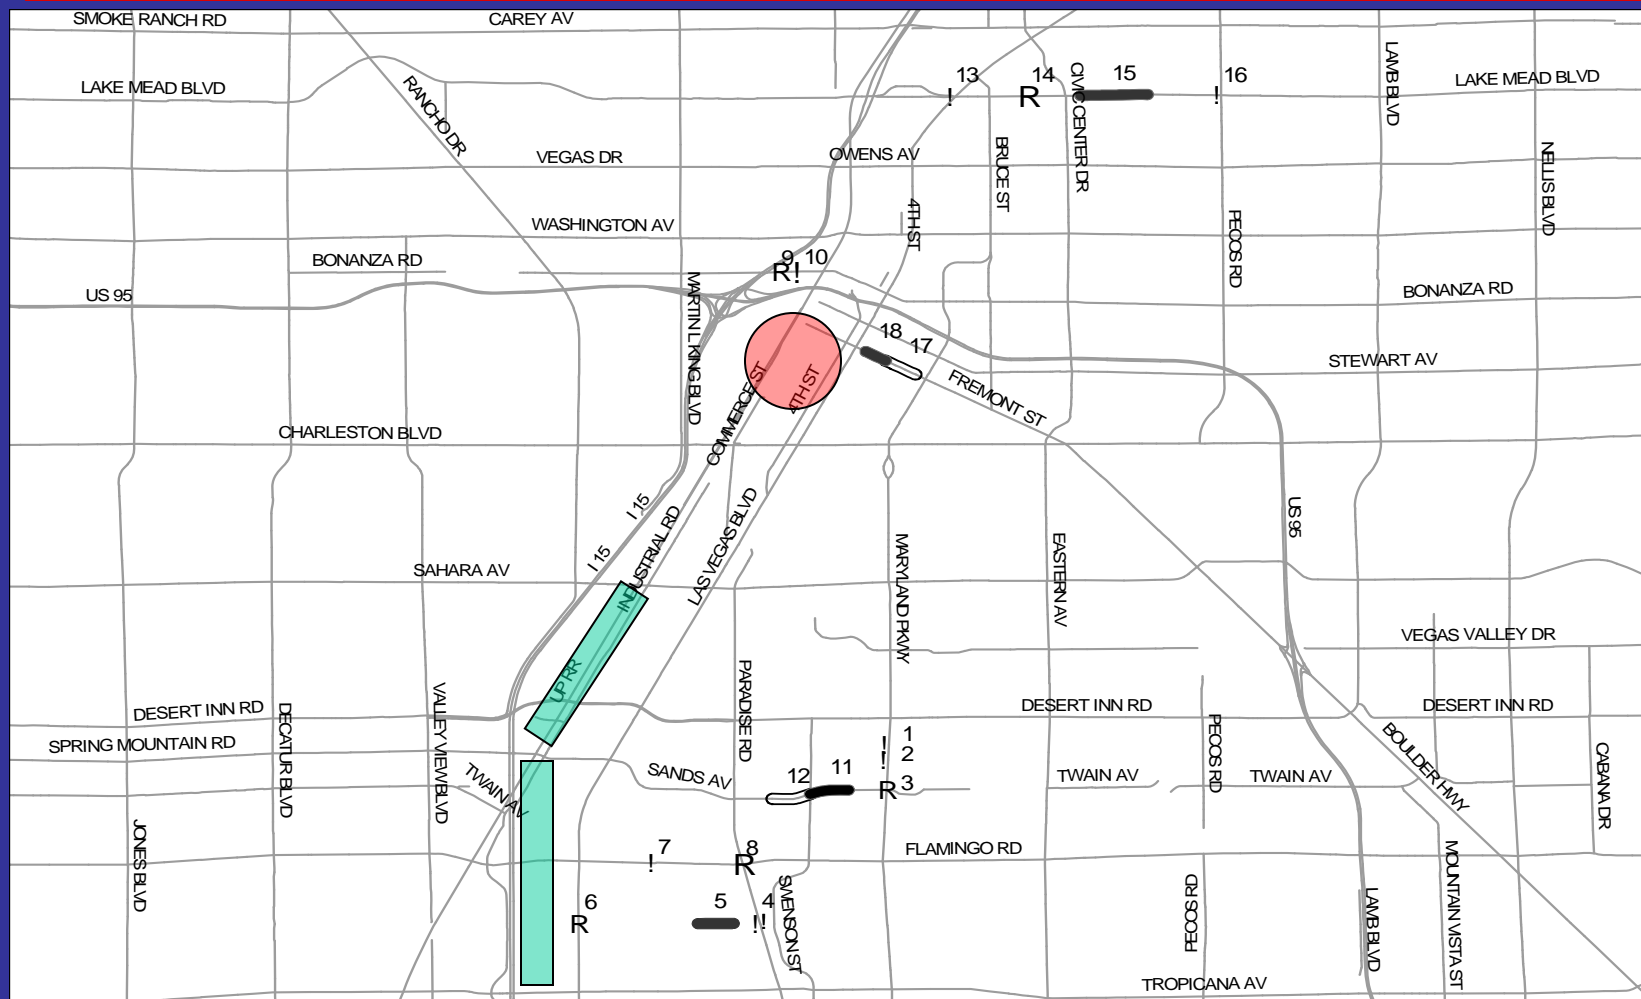 SMOKE RANCH RD
CAREY AV
LAKE MEAD BLVD
RANCHO DR
13
14
CIVIC CENTER DR
15
16
LAMB BLVD
LAKE MEAD BLVD
!
R
!
VEGAS DR
OWENS AV
BRUCE ST
NELLIS BLVD
WASHINGTON AV
4TH ST
PECOS RD
BONANZA RD
9
10
R
!
US 95
MARTIN L KING BLVD
BONANZA RD
18
17
STEWART AV
COMMERCE ST
4TH ST
FREMONT ST
CHARLESTON BLVD
I 15
I 15
INDUSTRIAL RD
LAS VEGAS BLVD
US 95
SAHARA AV
MARYLAND PKWY
EASTERN AV
VEGAS VALLEY DR
UP RR
PARADISE RD
DESERT INN RD
DECATUR BLVD
VALLEY VIEW BLVD
DESERT INN RD
DESERT INN RD
SPRING MOUNTAIN RD
1
!
2
!
PECOS RD
BOULDER HWY
CABANA DR
TWAIN AV
SANDS AV
12
11
R
3
TWAIN AV
TWAIN AV
JONES BLVD
7
!
8
R
FLAMINGO RD
MOUNTAIN VISTA ST
SWENSON ST
PECOS RD
LAMB BLVD
6
R
5
4
!!
TROPICANA AV